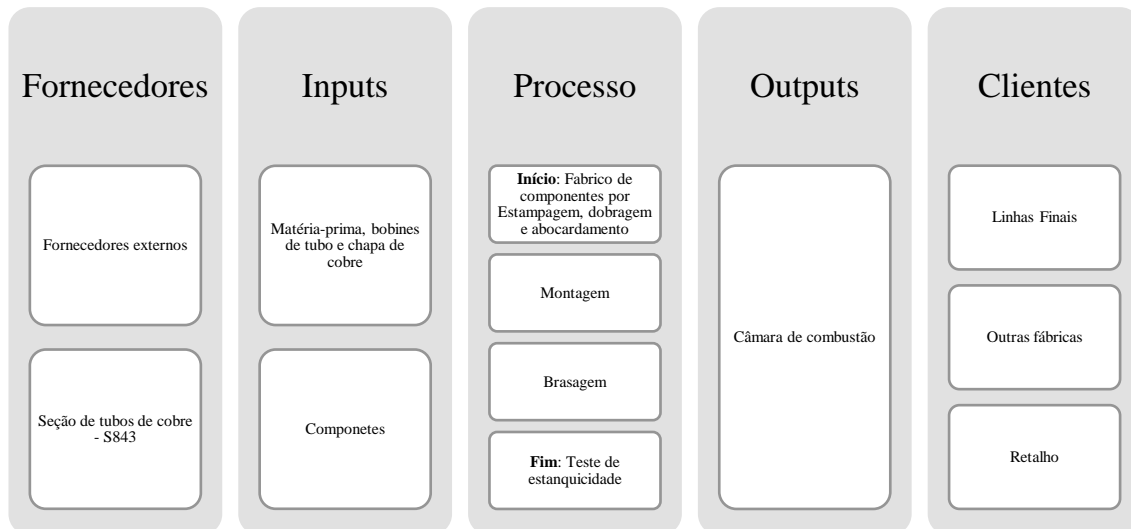 Fornecedores
Fornecedores externos
Seção de tubos de cobre
- S843
Inputs
Matéria-prima, bobines
de tubo e chapa de
cobre
Componetes
Processo
Início: Fabrico de
componentes por
Estampagem, dobragem
e abocardamento
Montagem
Brasagem
Fim: Teste de
estanquicidade
Outputs
Câmara de combustão
Clientes
Linhas Finais
Outras fábricas
Retalho